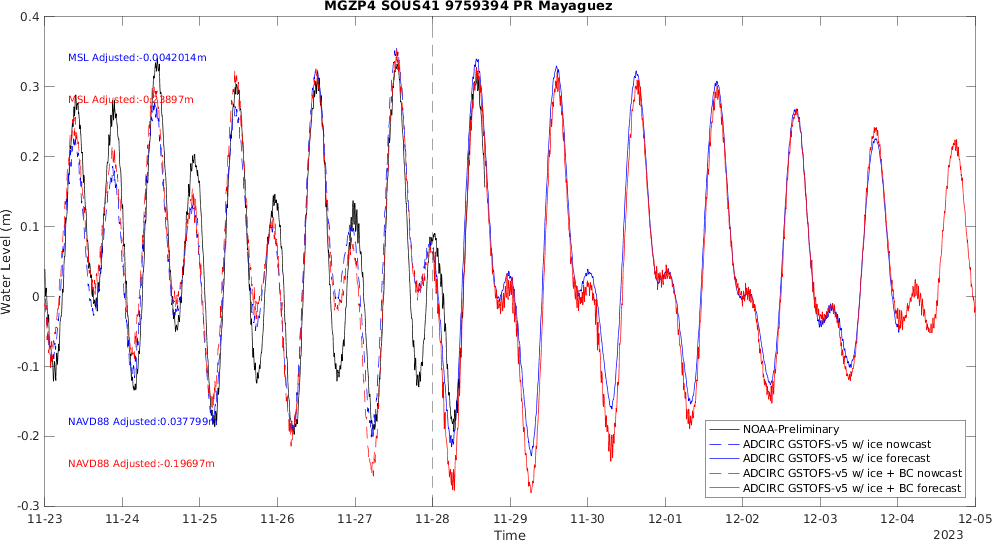 MGZP4 SOUS41 9759394 PR Mayaguez
0.4
0.3
0.2
0.1
0
-0.1
-0.2
-0.3
Water Level (m)
MSL Adjusted:-0.0042014m
MSL Adjusted:-0.23897m
NAVD88 Adjusted:0.037799m
NAVD88 Adjusted:-0.19697m
NOAA-Preliminary
ADCIRC GSTOFS-v5 w/ ice nowcast
ADCIRC GSTOFS-v5 w/ ice forecast
ADCIRC GSTOFS-v5 w/ ice + BC nowcast
ADCIRC GSTOFS-v5 w/ ice + BC forecast
11-23 11-24 11-25 11-26 11-27 11-28 11-29 11-30 12-01 12-02 12-03 12-04 12-05
Time
2023